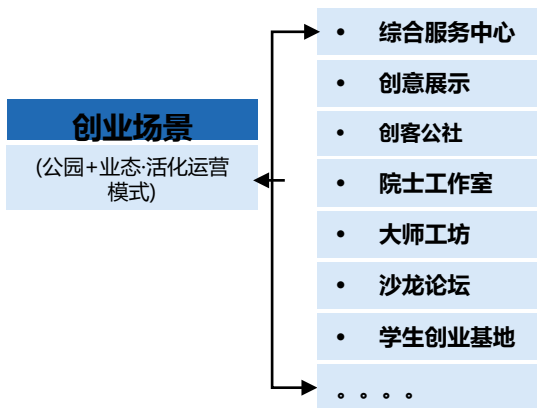 创业场景
(公园+业态·活化运营
模式)
• 综合服务中心
• 创意展示
• 创客公社
• 院士工作室
• 大师工坊
• 沙龙论坛
• 学生创业基地
。。。。